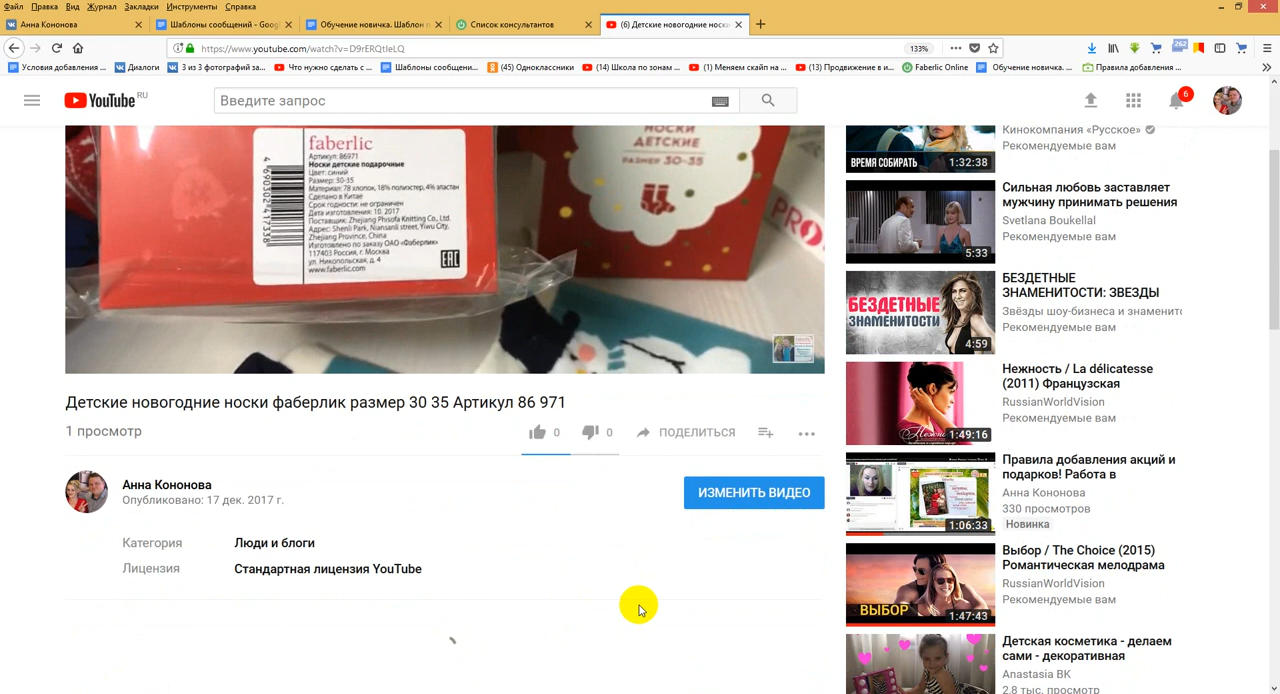 Файл Правка Вид Журнал Закладки Инструменты Справка
Анна Кононова
Шаблоны сообщений - Goog
Обучение новичка. Шаблон п
Список консультантов
(6) Детские новогодние носки
https://www.youtube.com/watch?v=D9rERQtIeLQ
133%
262
Условия добавления ...
Диалоги
3 из 3 фотографий за...
Что нужно сделать с ...
Шаблоны сообщени...
(45) Одноклассники
(14) Школа по зонам ...
(1) Меняем скайп на ...
(13) Продвижение в и...
Faberlic Online
Обучение новичка. ...
Правила добавления ...
YouTube RU
Введите запрос
6
faberlic
Артикул: 86971
Носки детские подарочные
Цвет: синий
Размер: 30-35
Материал: 78 хлопок, 18% полиэстер, 4% эластан
Сделано в Китае
Срок годности: не ограничен
Дата изготовления: 10. 2017
Поставщик: Zhejiang Phisofa Knitting Co., Ltd.
Адрес: Shenli Park, Niansanli street, Yiwu City,
Zhejiang Province, China
Изготовлено по заказу ОАО «Фаберлик»
117403 Россия, г. Москва
ул. Никопольская, д. 4
www.faberlic.com
4690302417338
EAC
НОСКИ
ДЕТСКИЕ
РАЗМЕР 30-35
PRO
Детские новогодние носки фаберлик размер 30 35 Артикул 86 971
1 просмотр
0
0
ПОДЕЛИТЬСЯ
Анна Кононова
Опубликовано: 17 дек. 2017 г.
ИЗМЕНИТЬ ВИДЕО
Категория Люди и блоги
Лицензия Стандартная лицензия YouTube
ВРЕМЯ СОБИРАТЬ
1:32:38
Кинокомпания «Русское»
Рекомендуемые вам
5:33
Сильная любовь заставляет
мужчину принимать решения
Svetlana Boukellal
Рекомендуемые вам
БЕЗДЕТНЫЕ
ЗНАМЕНИТОСТИ
4:59
БЕЗДЕТНЫЕ
ЗНАМЕНИТОСТИ: ЗВЕЗДЫ
Звёзды шоу-бизнеса и знаменито
Рекомендуемые вам
Нежность
1:49:16
Нежность / La délicatesse
(2011) Французская
RussianWorldVision
Рекомендуемые вам
1:06:33
Правила добавления акций и
подарков! Работа в
Анна Кононова
330 просмотров
Новинка
ВЫБОР
1:47:43
Выбор / The Choice (2015)
Романтическая мелодрама
RussianWorldVision
Рекомендуемые вам
Детская косметика - делаем
сами - декоративная
Anastasia BK
2,8 тыс. просмотр